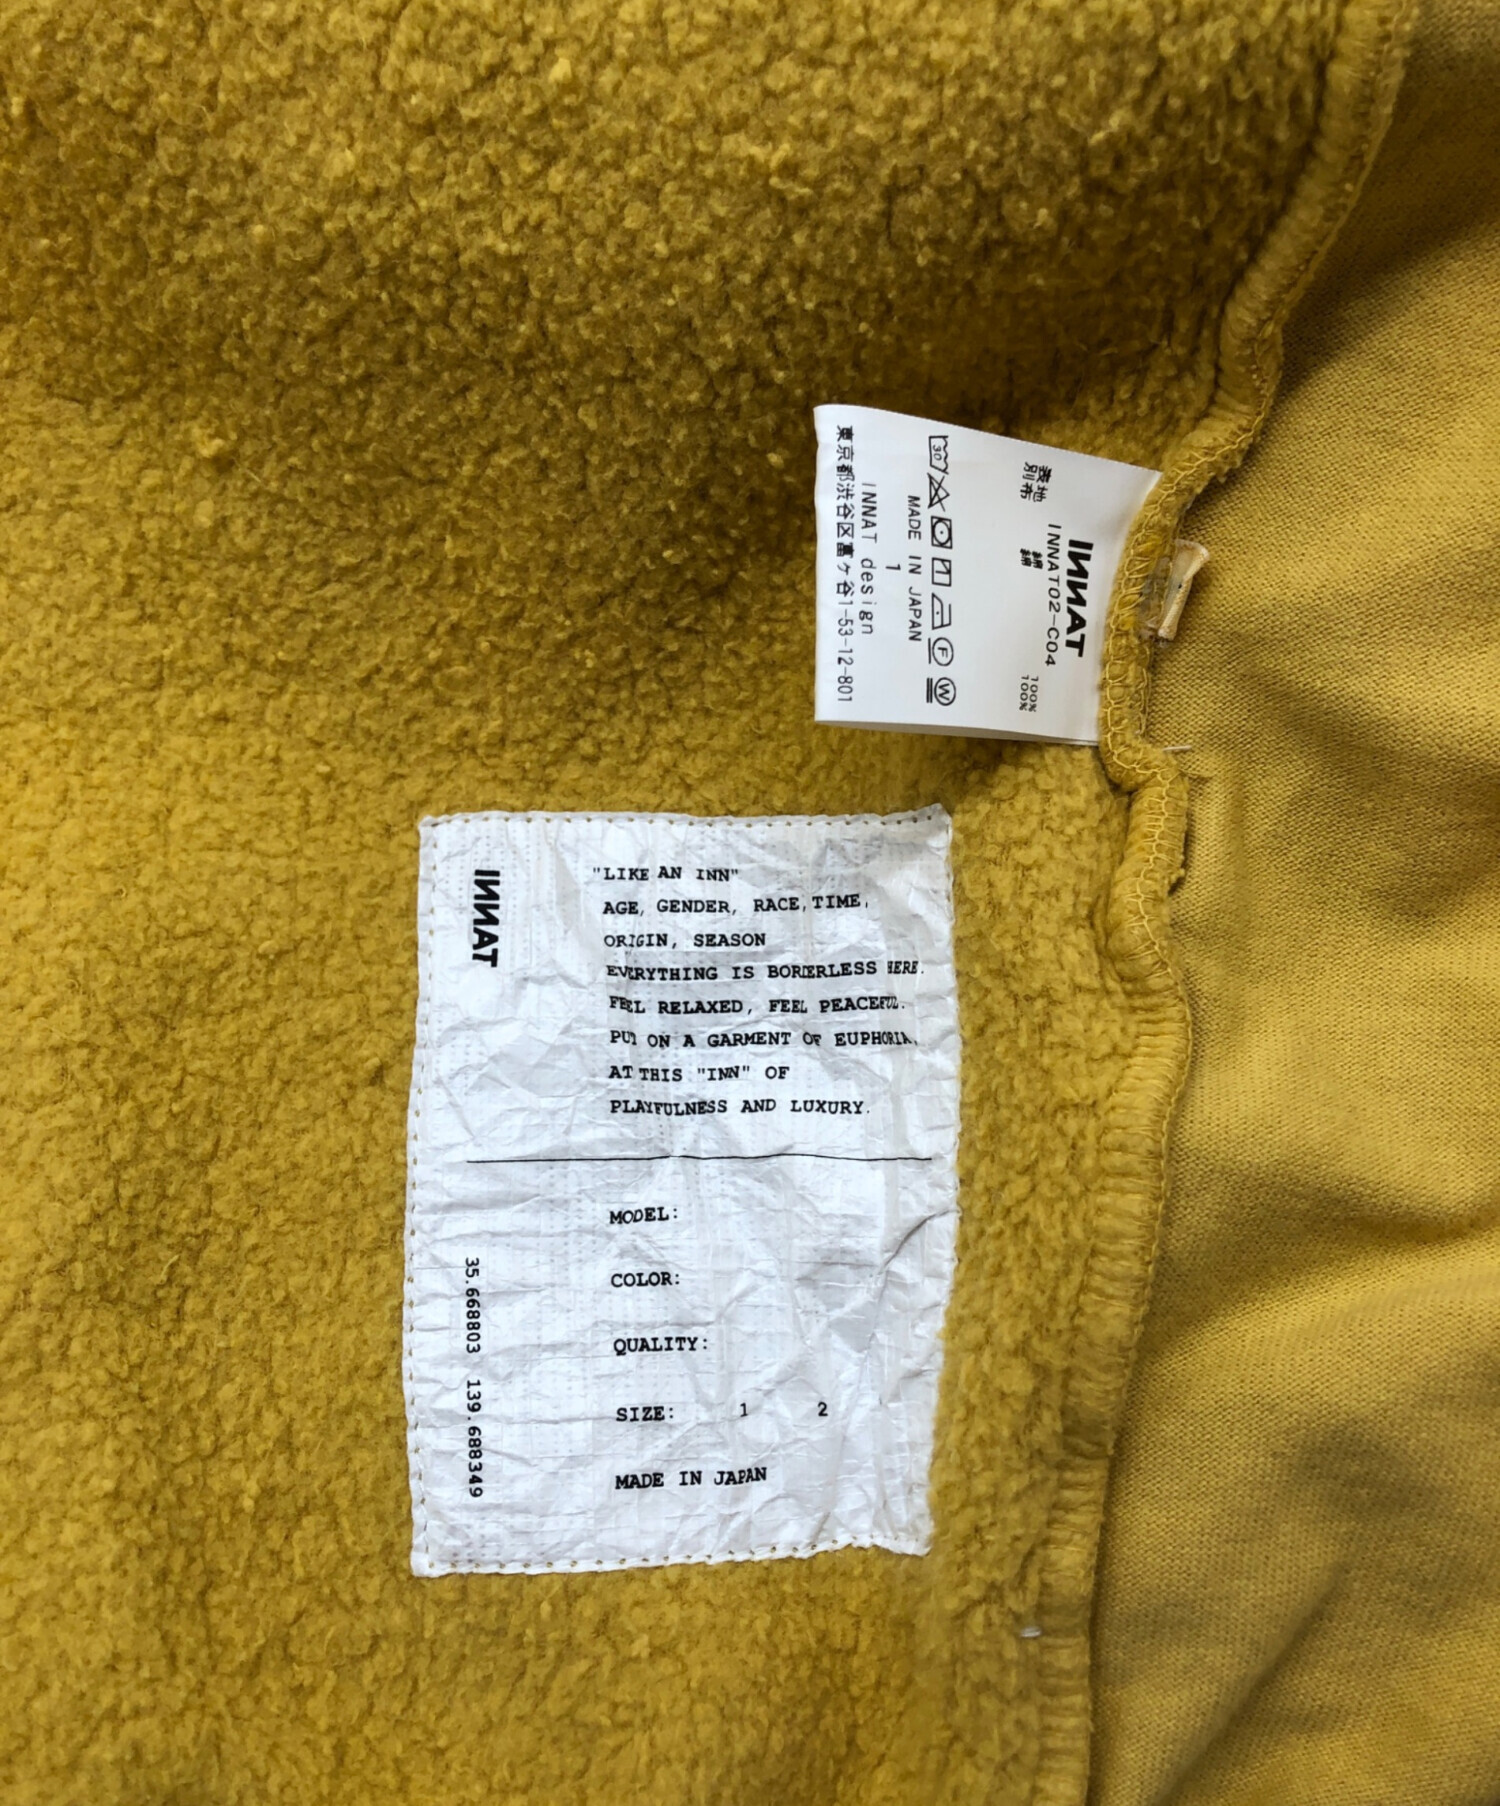 INNAT
INNAT02-C04
表地 綿 100%
別布 綿 100%
30
F
W
MADE IN JAPAN
1
INNAT design
東京都渋谷区富ヶ谷1-53-12-801
INNAT
"LIKE AN INN"
AGE, GENDER, RACE, TIME,
ORIGIN, SEASON
EVERYTHING IS BORDERLESS HERE.
FEEL RELAXED, FEEL PEACEFUL.
PUT ON A GARMENT OF EUPHORIA,
AT THIS "INN" OF
PLAYFULNESS AND LUXURY.
MODEL:
COLOR:
QUALITY:
SIZE: 1 2
MADE IN JAPAN
35.668803 139.688349